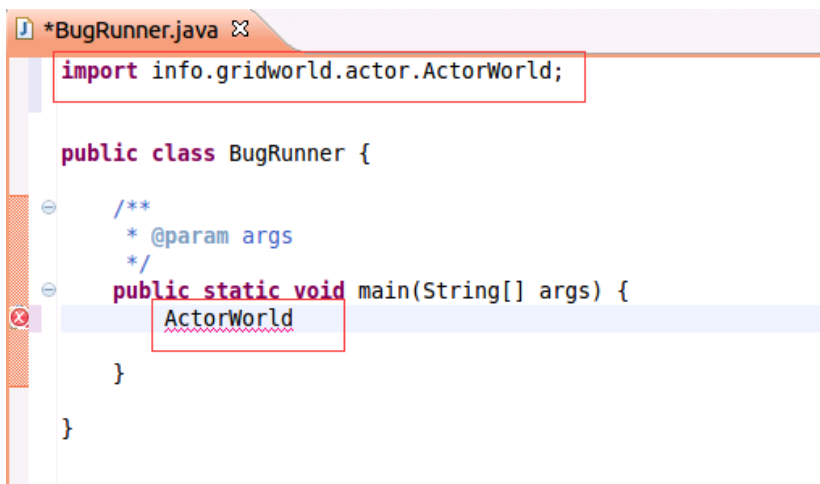 *BugRunner.java
import info.gridworld.actor.ActorWorld;
public class BugRunner {
/**
* @param args
*/
public static void main(String[] args) {
ActorWorld
}
}